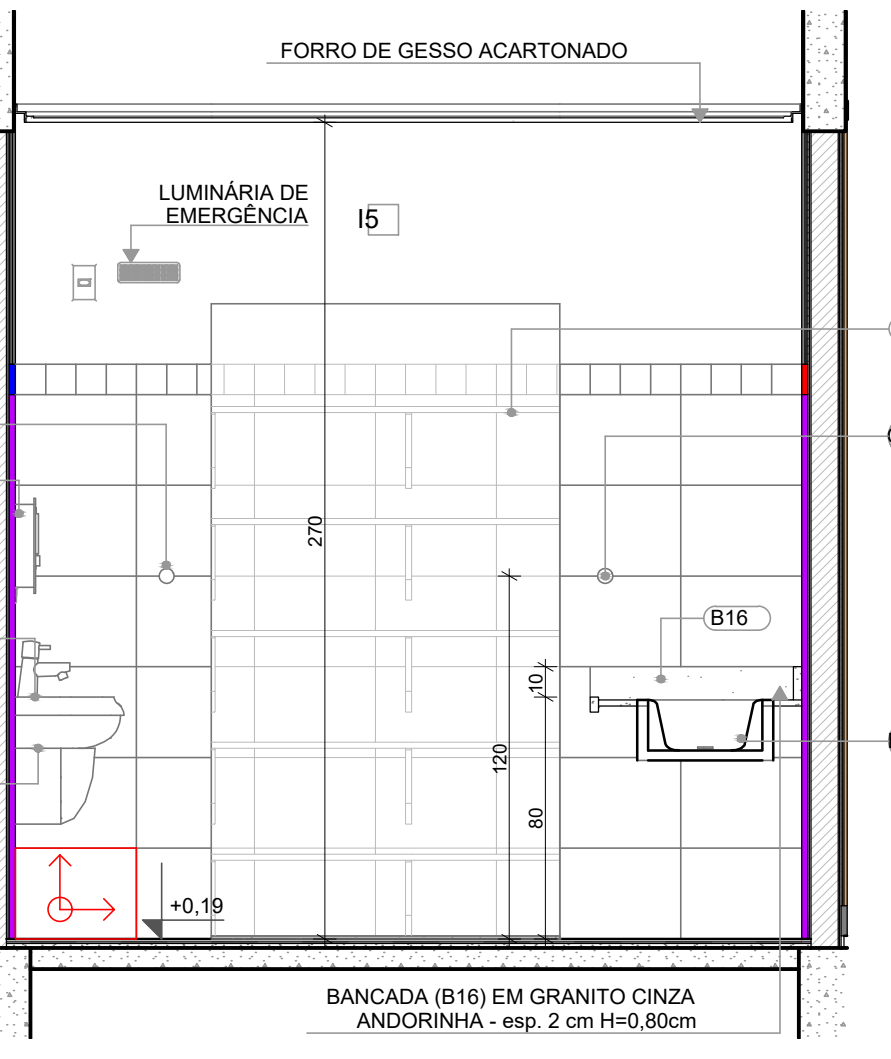 FORRO DE GESSO ACARTONADO
LUMINÁRIA DE
EMERGÊNCIA
I5
270
B16
10
120
80
+0,19
BANCADA (B16) EM GRANITO CINZA
ANDORINHA - esp. 2 cm H=0,80cm